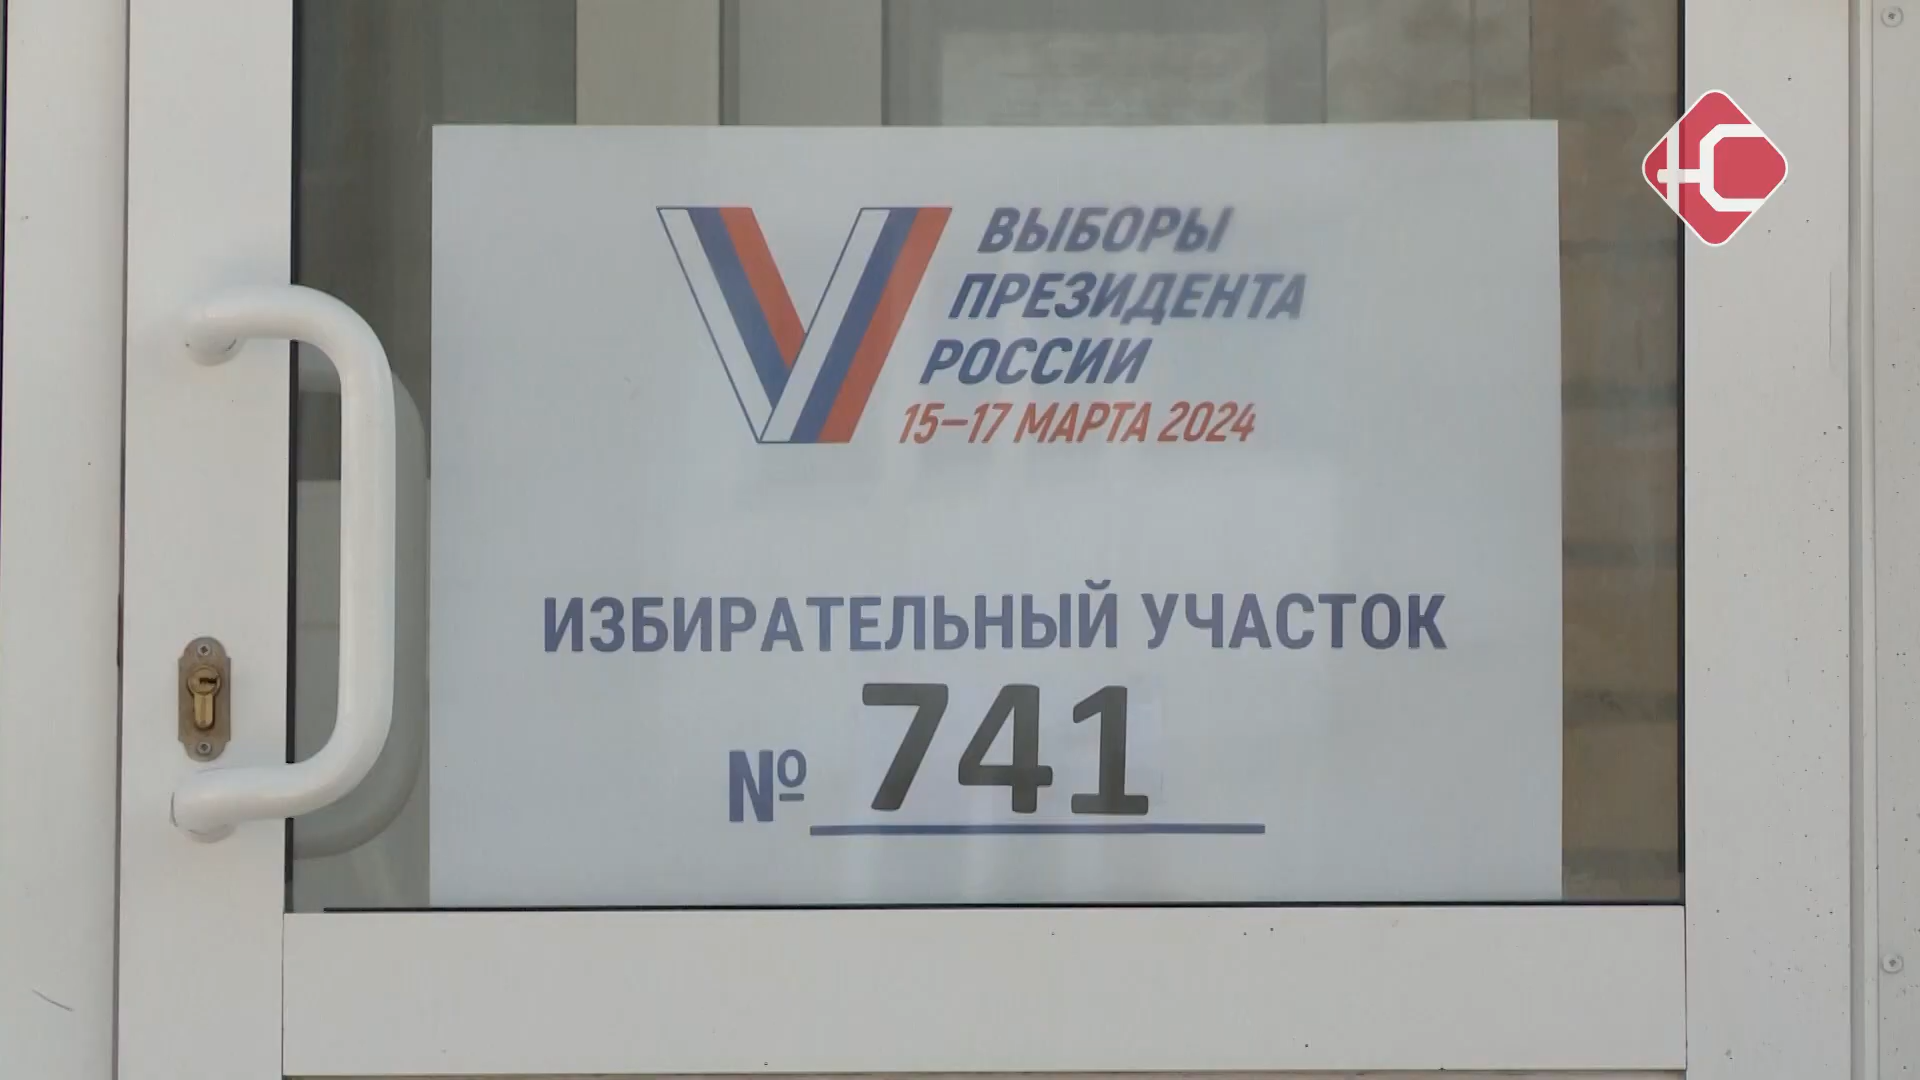 ВЫБОРЫ
ПРЕЗИДЕНТА
РОССИИ
15–17 МАРТА 2024
ИЗБИРАТЕЛЬНЫЙ УЧАСТОК
№ 741